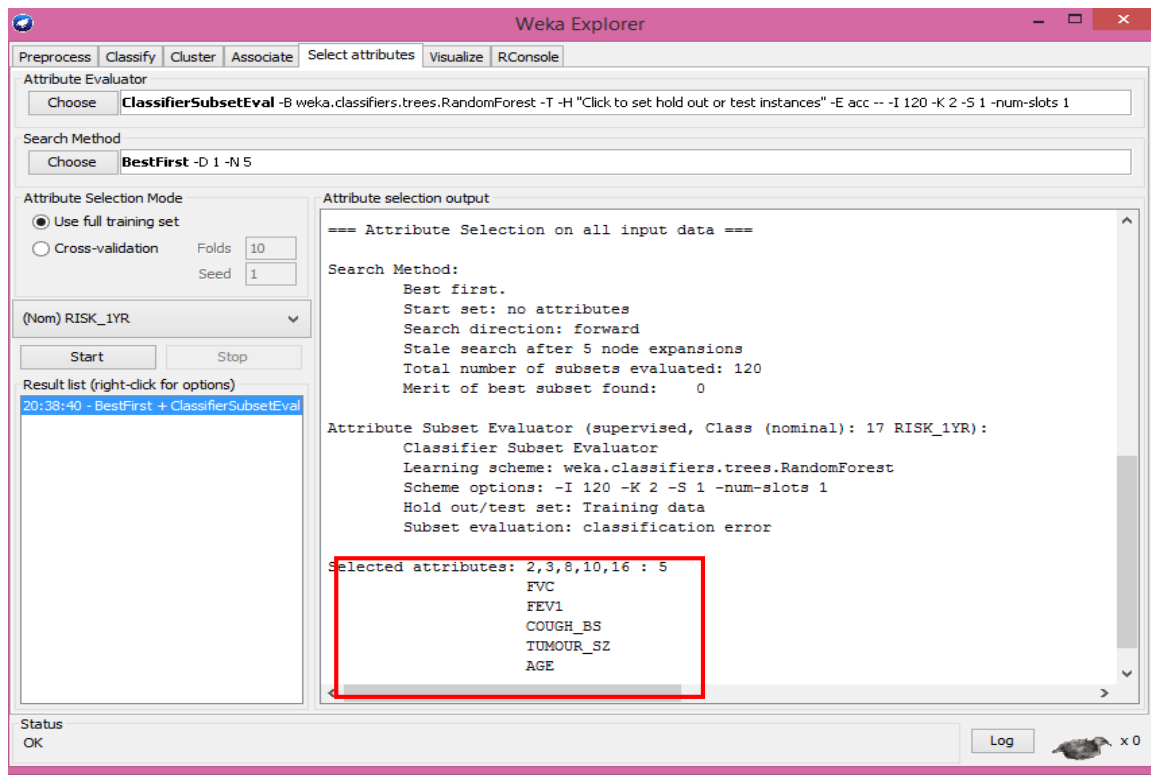 Weka Explorer
Preprocess Classify Cluster Associate Select attributes Visualize RConsole
Attribute Evaluator
Choose ClassifierSubsetEval -B weka.classifiers.trees.RandomForest -T -H "Click to set hold out or test instances" -E acc -- -I 120 -K 2 -S 1 -num-slots 1
Search Method
Choose BestFirst -D 1 -N 5
Attribute Selection Mode
Use full training set
Cross-validation Folds 10
Seed 1
(Nom) RISK_1YR
Start Stop
Result list (right-click for options)
20:38:40 - BestFirst + ClassifierSubsetEval
Attribute selection output
=== Attribute Selection on all input data ===
Search Method:
Best first.
Start set: no attributes
Search direction: forward
Stale search after 5 node expansions
Total number of subsets evaluated: 120
Merit of best subset found: 0
Attribute Subset Evaluator (supervised, Class (nominal): 17 RISK_1YR):
Classifier Subset Evaluator
Learning scheme: weka.classifiers.trees.RandomForest
Scheme options: -I 120 -K 2 -S 1 -num-slots 1
Hold out/test set: Training data
Subset evaluation: classification error
Selected attributes: 2,3,8,10,16 : 5
FVC
FEV1
COUGH_BS
TUMOUR_SZ
AGE
Status
OK
Log x 0